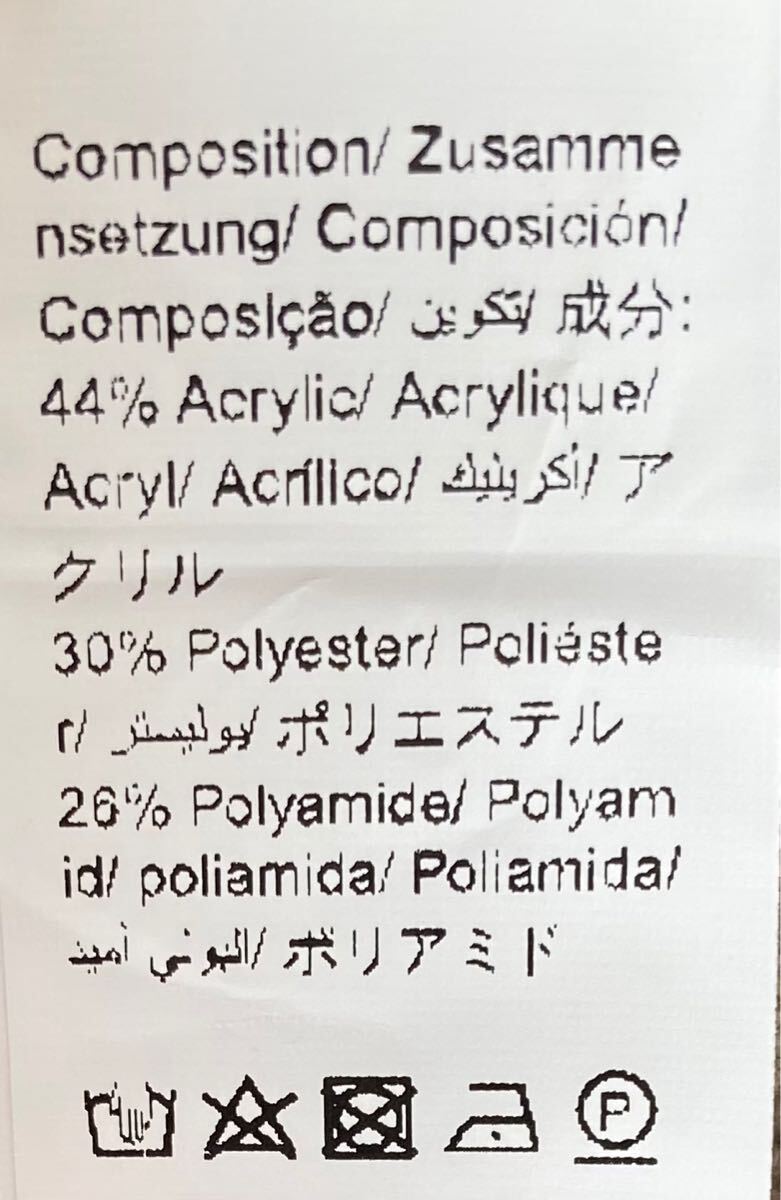 Composition/ Zusamme
nsetzung/ Composición/
Composição/ تكوين/ 成分:
44% Acrylic/ Acrylique/
Acryl/ Acrílico/ أكريليك/ ア
クリル
30% Polyester/ Poliéste
r/ بوليستر/ ポリエステル
26% Polyamide/ Polyam
id/ poliamida/ Poliamida/
البولي أميد/ ポリアミド
P